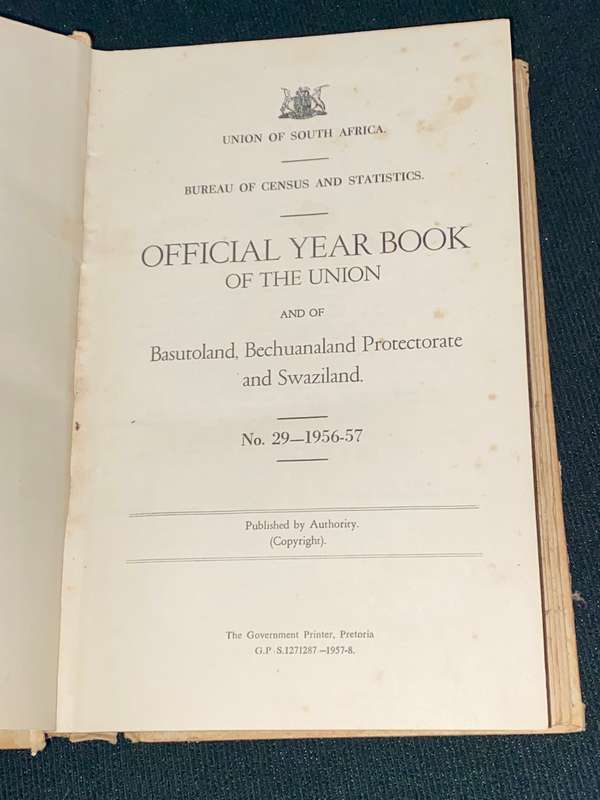 UNION OF SOUTH AFRICA.
BUREAU OF CENSUS AND STATISTICS.
OFFICIAL YEAR BOOK
OF THE UNION
AND OF
Basutoland, Bechuanaland Protectorate
and Swaziland.
No. 29—1956-57
Published by Authority.
(Copyright).
The Government Printer, Pretoria
G.P S.1271287—1957-8.